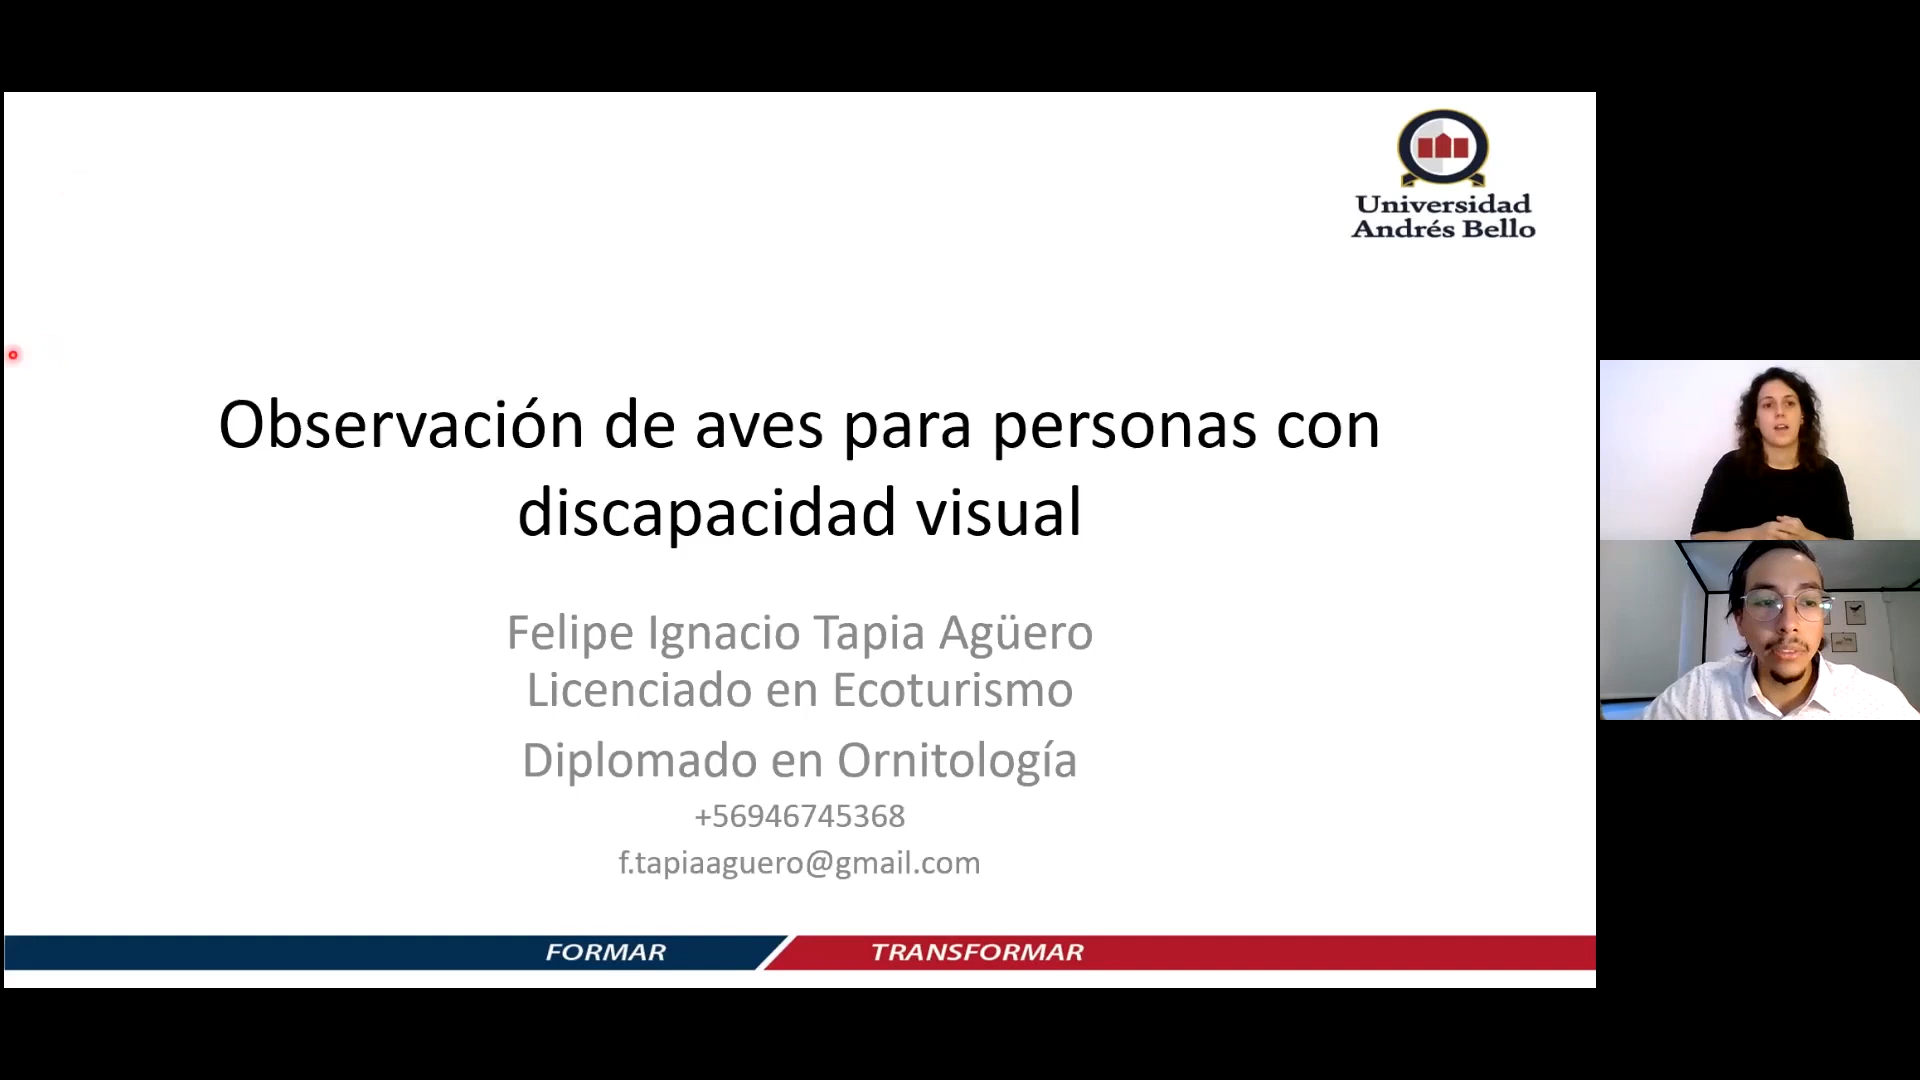 Universidad
Andrés Bello
Observación de aves para personas con
discapacidad visual
Felipe Ignacio Tapia Agüero
Licenciado en Ecoturismo
Diplomado en Ornitología
+56946745368
f.tapiaaguero@gmail.com
FORMAR
TRANSFORMAR